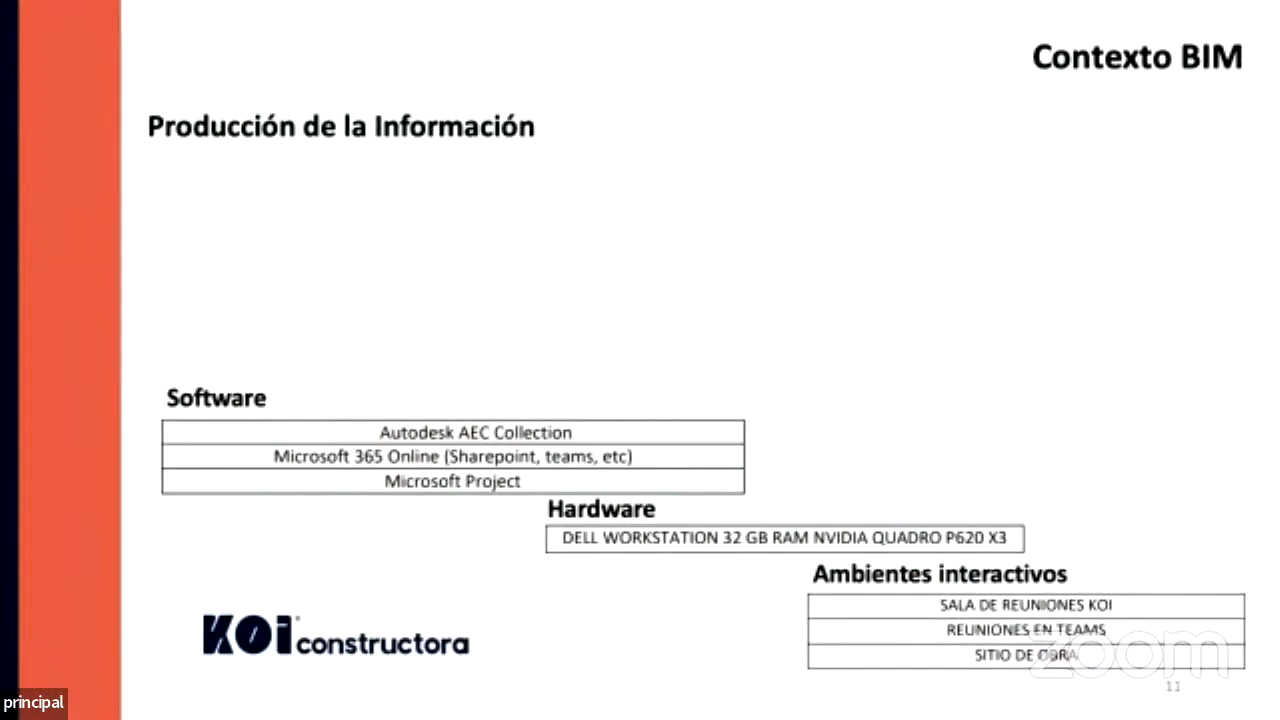 Contexto BIM
Producción de la Información
Software
Autodesk AEC Collection
Microsoft 365 Online (Sharepoint, teams, etc)
Microsoft Project
Hardware
DELL WORKSTATION 32 GB RAM NVIDIA QUADRO P620 X3
Ambientes interactivos
SALA DE REUNIONES KOI
REUNIONES EN TEAMS
SITIO DE OBRA
KOi constructora
zoom
11
principal